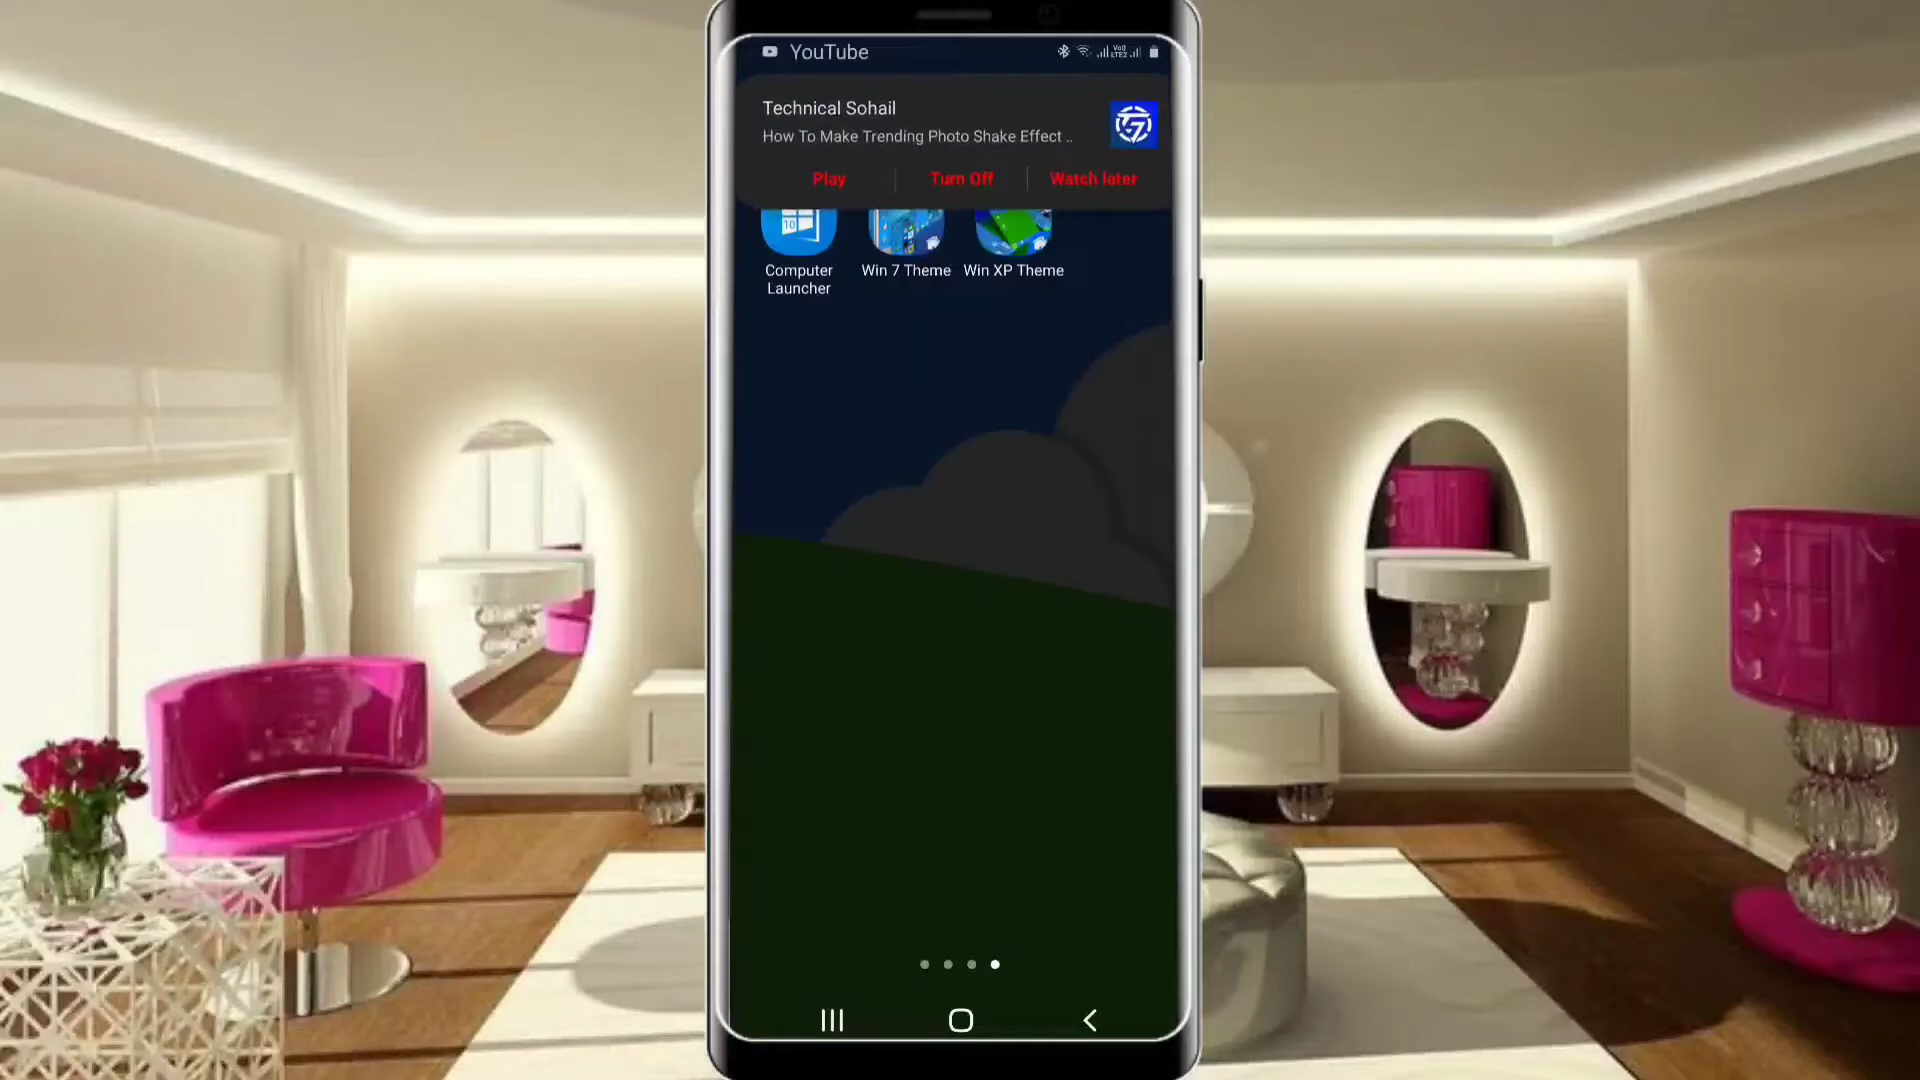 YouTube
Technical Sohail
How To Make Trending Photo Shake Effect ..
Play
Turn Off
Watch later
10
Computer
Launcher
Win 7 Theme
Win XP Theme